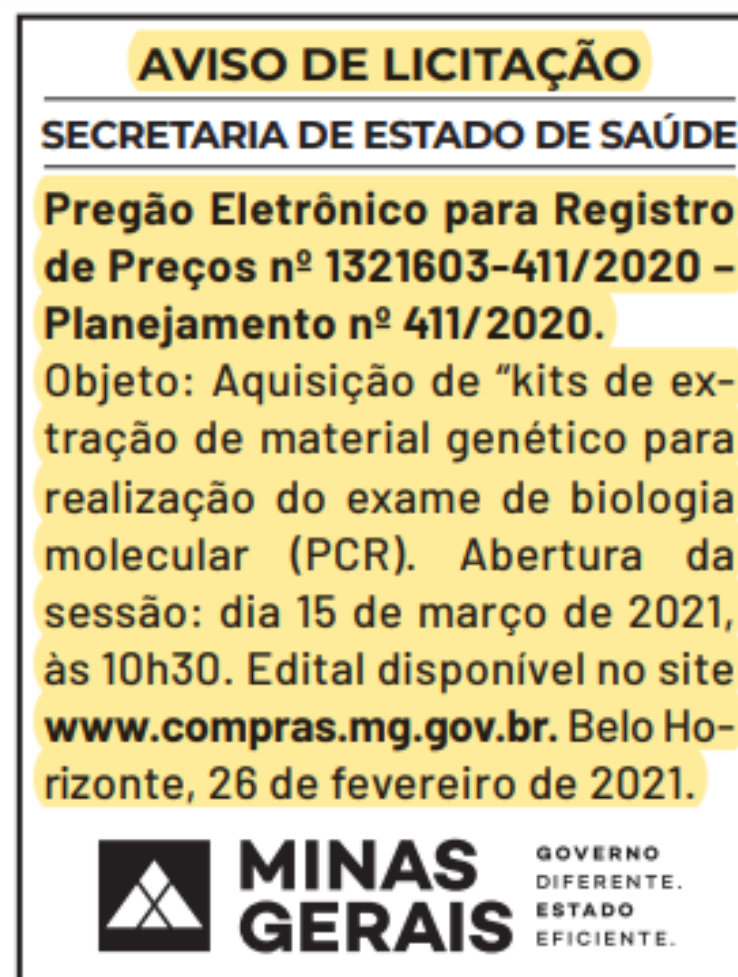 AVISO DE LICITAÇÃO
SECRETARIA DE ESTADO DE SAÚDE
Pregão Eletrônico para Registro
de Preços nº 1321603-411/2020 –
Planejamento nº 411/2020.
Objeto: Aquisição de “kits de ex-
tração de material genético para
realização do exame de biologia
molecular (PCR). Abertura da
sessão: dia 15 de março de 2021,
às 10h30. Edital disponível no site
www.compras.mg.gov.br. Belo Ho-
rizonte, 26 de fevereiro de 2021.
MINAS
GERAIS
GOVERNO
DIFERENTE.
ESTADO
EFICIENTE.